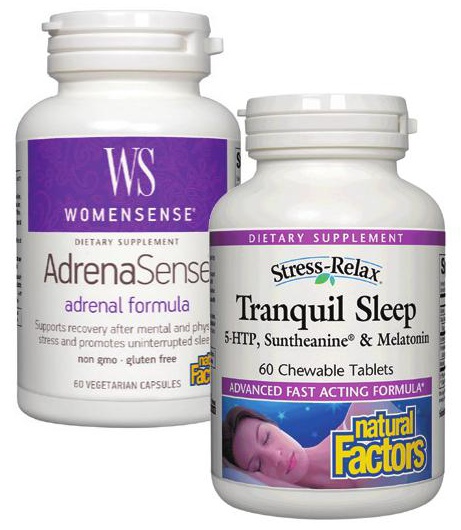 WS
WOMENSENSE®
DIETARY SUPPLEMENT
AdrenaSense
adrenal formula
Supports recovery after mental and
stress and promotes uninterrupted
non gmo · gluten free
60 VEGETARIAN CAPSULES
natural
Factors
DIETARY SUPPLEMENT
Stress-Relax®
Tranquil Sleep
5-HTP, Suntheanine® & Melatonin
60 Chewable Tablets
ADVANCED FAST ACTING FORMULA*
natural
Factors®